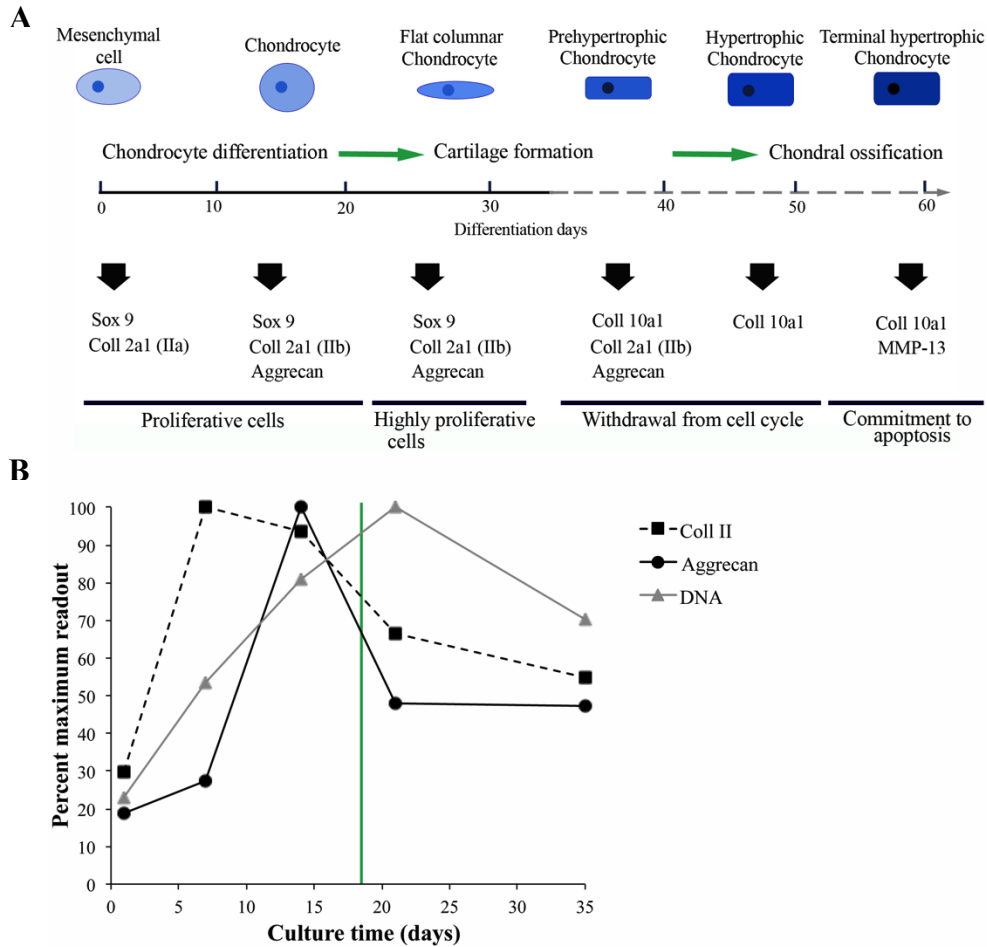 A
Mesenchymal
cell
Chondrocyte
Flat columnar
Chondrocyte
Prehypertrophic
Chondrocyte
Hypertrophic
Chondrocyte
Terminal hypertrophic
Chondrocyte
Chondrocyte differentiation
Cartilage formation
Chondral ossification
0 10 20 30 40 50 60
Differentiation days
Sox 9
Coll 2a1 (IIa)
Sox 9
Coll 2a1 (IIb)
Aggrecan
Sox 9
Coll 2a1 (IIb)
Aggrecan
Coll 10a1
Coll 2a1 (IIb)
Aggrecan
Coll 10a1
Coll 10a1
MMP-13
Proliferative cells
Highly proliferative
cells
Withdrawal from cell cycle
Commitment to
apoptosis
B
Percent maximum readout
100
90
80
70
60
50
40
30
20
10
0
0 5 10 15 20 25 30 35
Culture time (days)
Coll II
Aggrecan
DNA